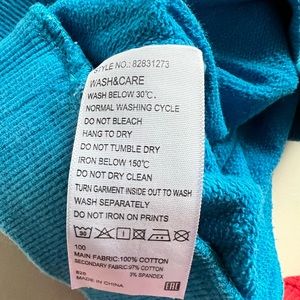 STYLE NO.: 82831273
WASH&CARE
WASH BELOW 30℃.
NORMAL WASHING CYCLE
DO NOT BLEACH
HANG TO DRY
DO NOT TUMBLE DRY
IRON BELOW 150℃
DO NOT DRY CLEAN
TURN GARMENT INSIDE OUT TO WASH
WASH SEPARATELY
DO NOT IRON ON PRINTS
100
MAIN FABRIC:100% COTTON
SECONDARY FABRIC:97% COTTON
3% SPANDEX
MADE IN CHINA
EAC